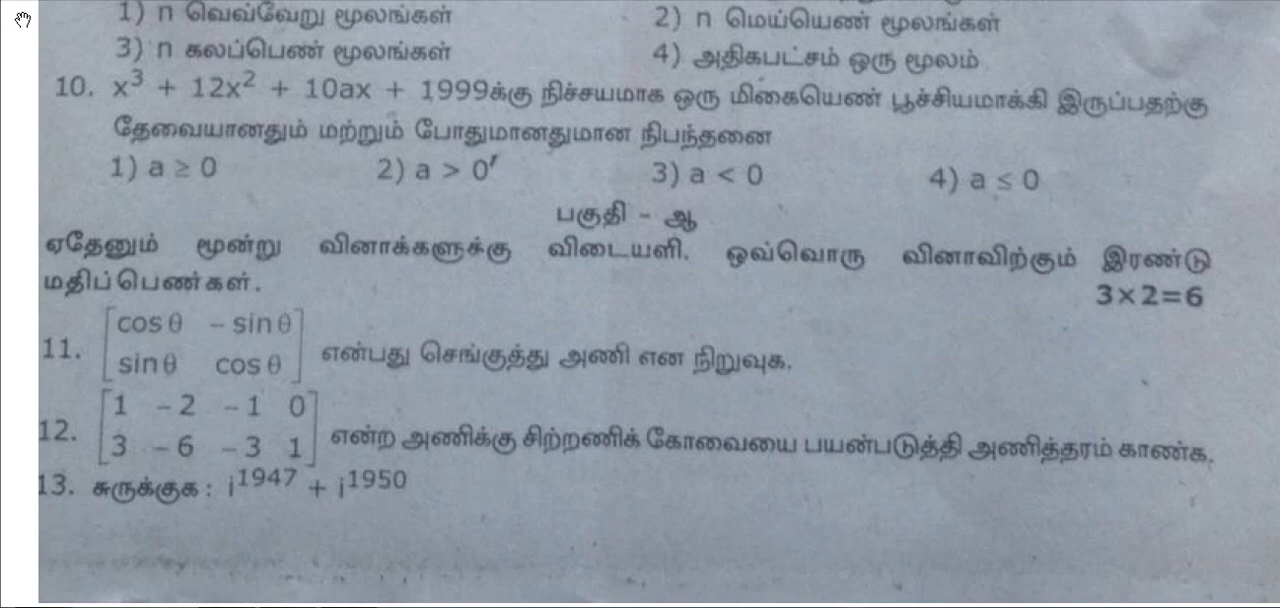 1) n வெவ்வேறு மூலங்கள் 2) n மெய்யெண் மூலங்கள்
3) n கலப்பெண் மூலங்கள் 4) அதிகபட்சம் ஒரு மூலம்
10. x³ + 12x² + 10ax + 1999க்கு நிச்சயமாக ஒரு மிகையெண் பூச்சியமாக்கி இருப்பதற்கு
தேவையானதும் மற்றும் போதுமானதுமான நிபந்தனை
1) a ≥ 0 2) a > 0 3) a < 0 4) a ≤ 0
பகுதி - ஆ
ஏதேனும் மூன்று வினாக்களுக்கு விடையளி. ஒவ்வொரு வினாவிற்கும் இரண்டு
மதிப்பெண்கள். 3×2=6
11. [cos θ - sin θ
sin θ cos θ] என்பது செங்குத்து அணி என நிறுவுக.
12. [1 -2 -1 0
3 -6 -3 1] என்ற அணிக்கு சிற்றணிக் கோவையை பயன்படுத்தி அணித்தரம் காண்க.
13. சுருக்குக : i¹⁹⁴⁷ + i¹⁹⁵⁰